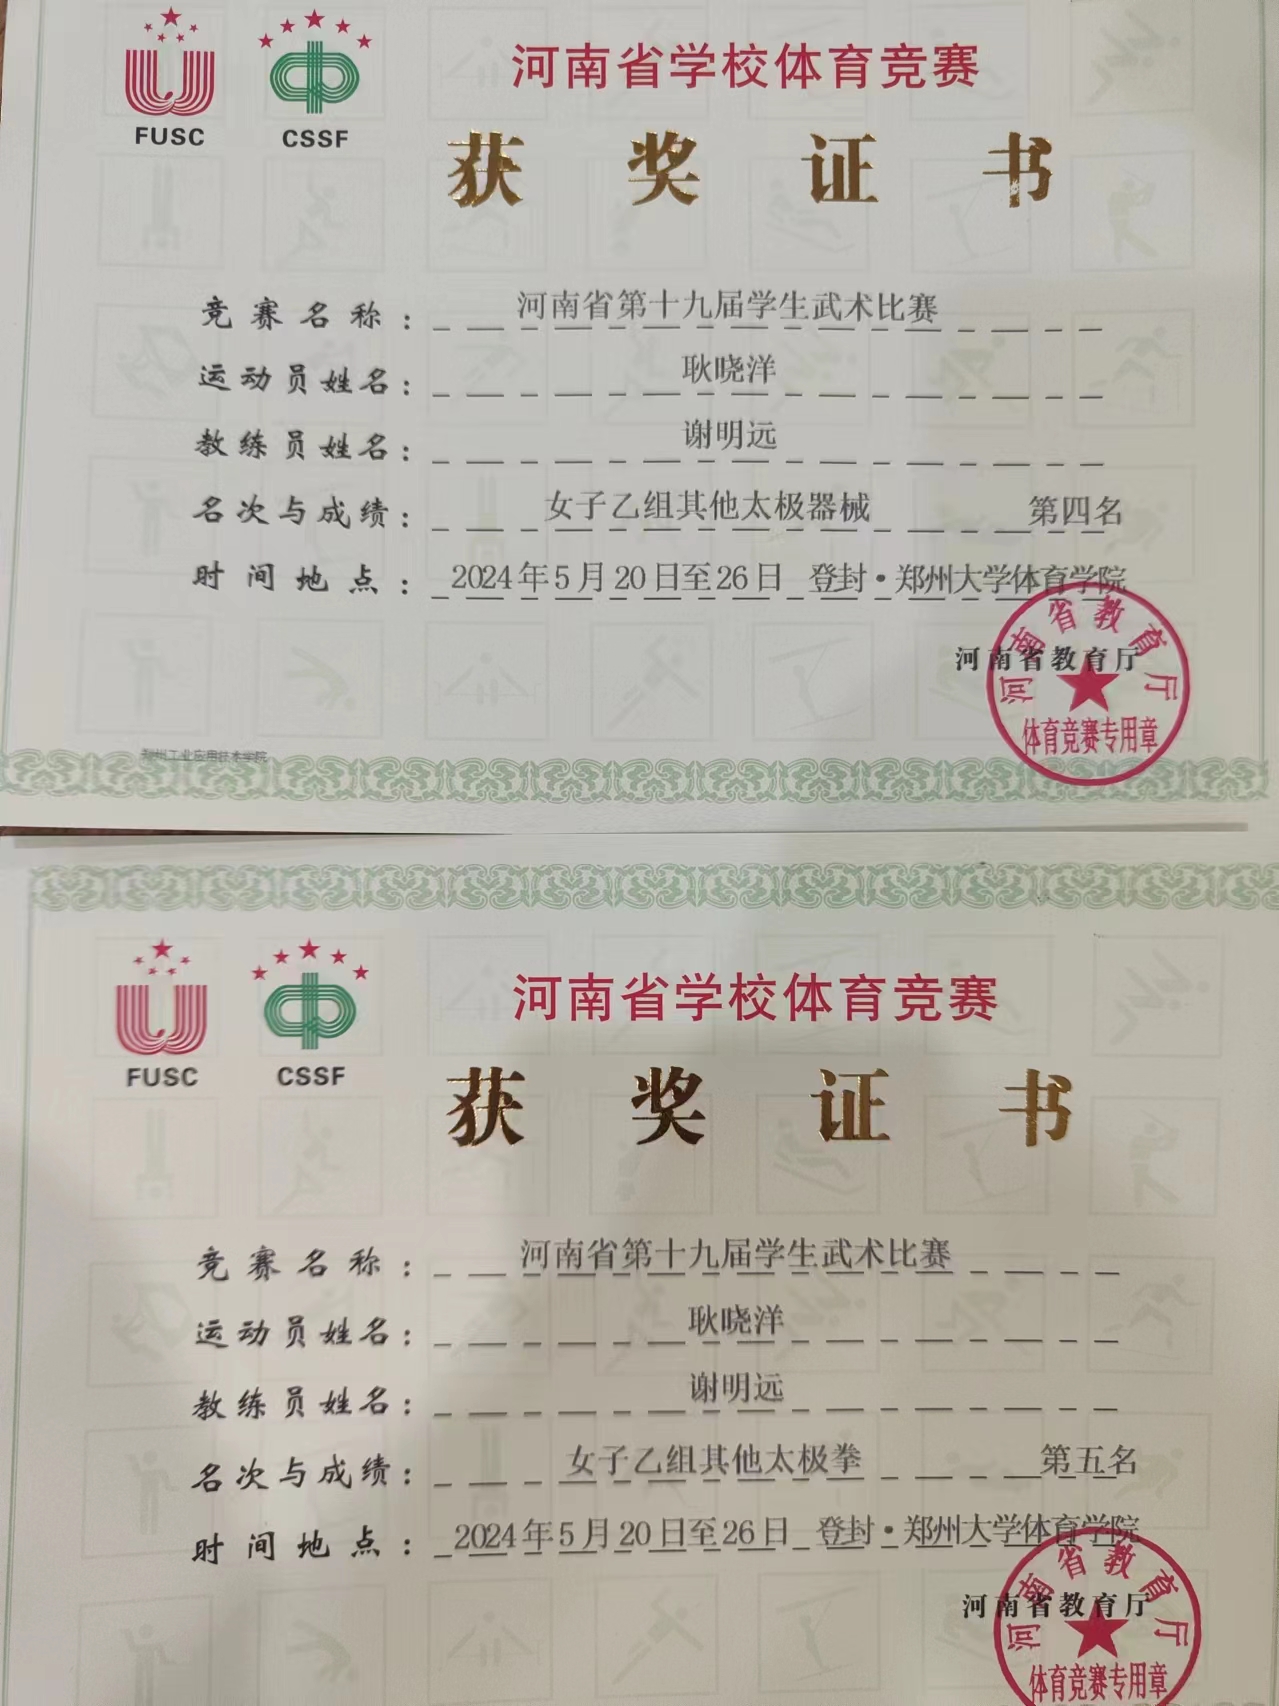 FUSC
CSSF
河南省学校体育竞赛
获奖证书
竞赛名称：河南省第十九届学生武术比赛
运动员姓名：耿晓洋
教练员姓名：谢明远
名次与成绩：女子乙组其他太极器械 第四名
时间地点：2024年5月20日至26日 登封·郑州大学体育学院
河南省教育厅
河南省教育厅
体育竞赛专用章
郑州工业应用技术学院
FUSC
CSSF
河南省学校体育竞赛
获奖证书
竞赛名称：河南省第十九届学生武术比赛
运动员姓名：耿晓洋
教练员姓名：谢明远
名次与成绩：女子乙组其他太极拳 第五名
时间地点：2024年5月20日至26日 登封·郑州大学体育学院
河南省教育厅
河南省教育厅
体育竞赛专用章